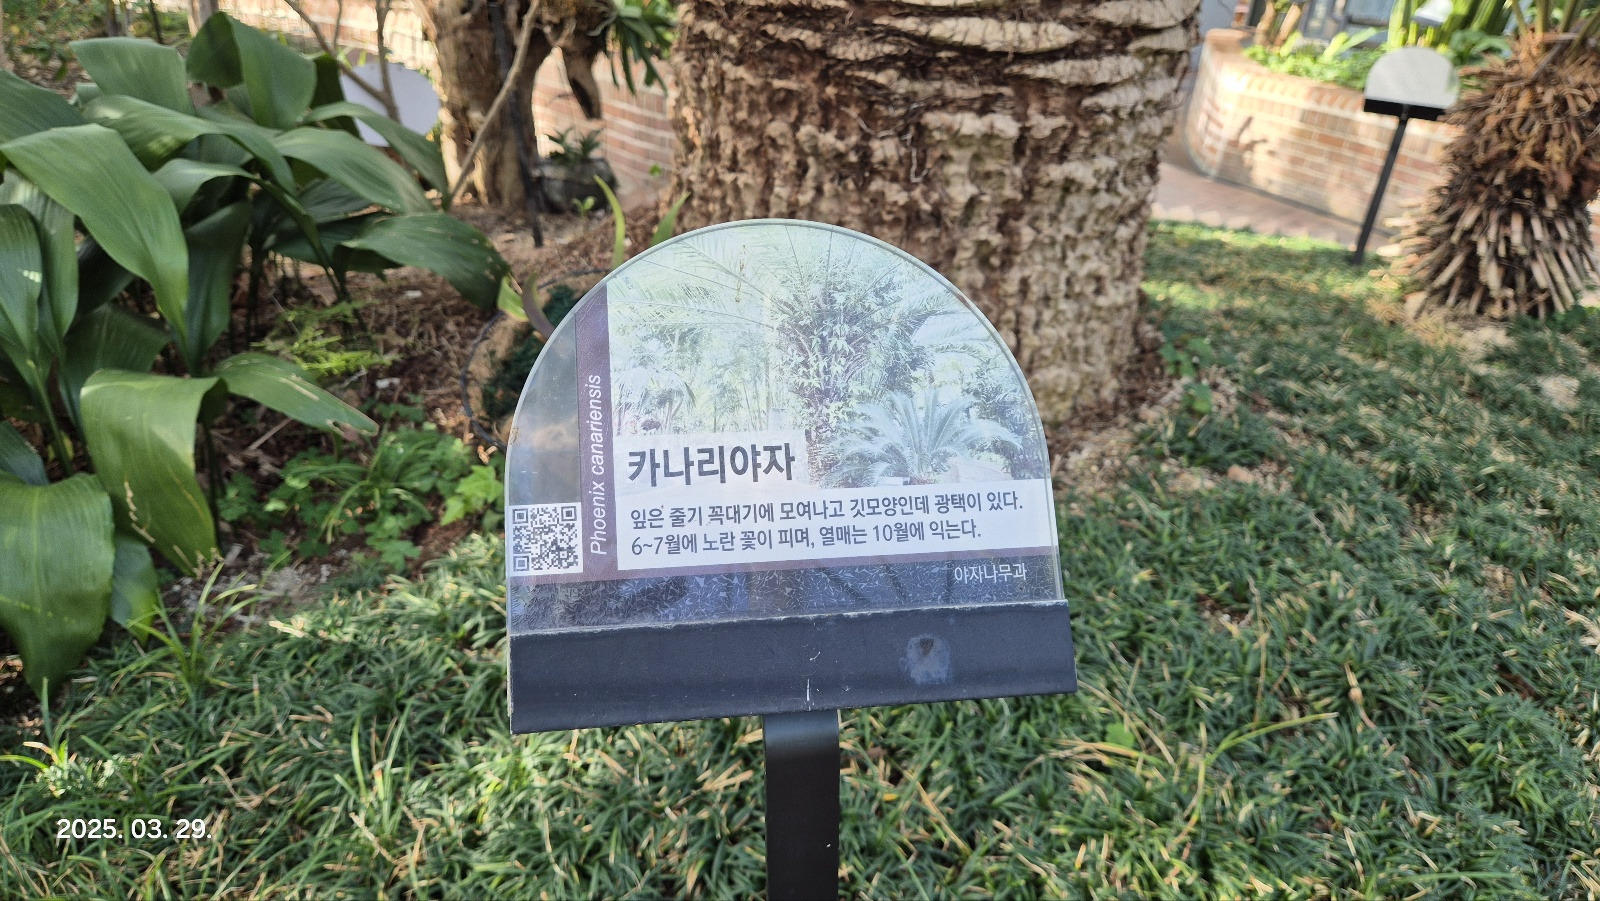 Phoenix canariensis
카나리야자
잎은 줄기 꼭대기에 모여나고 깃모양인데 광택이 있다.
6~7월에 노란 꽃이 피며, 열매는 10월에 익는다.
야자나무과
2025. 03. 29.